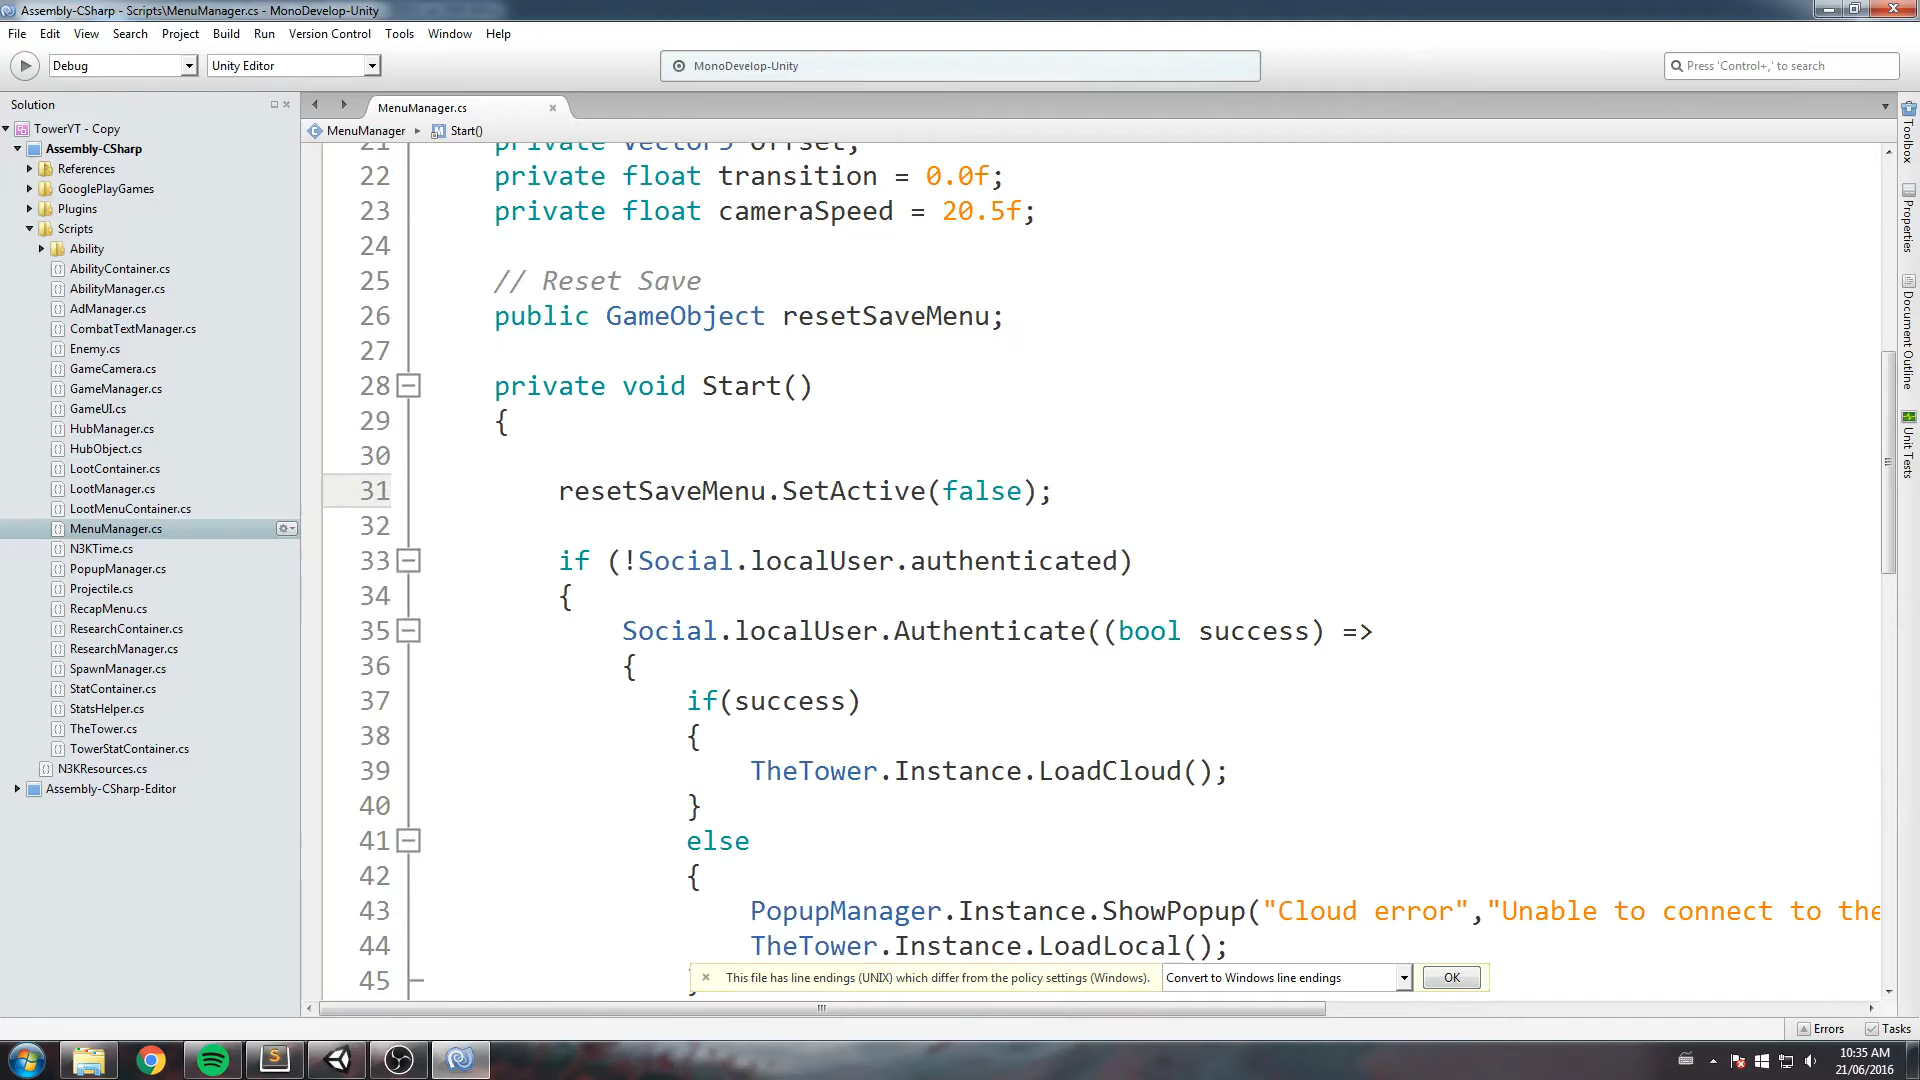 Assembly-CSharp - Scripts\MenuManager.cs - MonoDevelop-Unity
File Edit View Search Project Build Run Version Control Tools Window Help
Debug Unity Editor MonoDevelop-Unity Press 'Control+,' to search
Solution
TowerYT - Copy
Assembly-CSharp
References
GooglePlayGames
Plugins
Scripts
Ability
AbilityContainer.cs
AbilityManager.cs
AdManager.cs
CombatTextManager.cs
Enemy.cs
GameCamera.cs
GameManager.cs
GameUI.cs
HubManager.cs
HubObject.cs
LootContainer.cs
LootManager.cs
LootMenuContainer.cs
MenuManager.cs
N3KTime.cs
PopupManager.cs
Projectile.cs
RecapMenu.cs
ResearchContainer.cs
ResearchManager.cs
SpawnManager.cs
StatContainer.cs
StatsHelper.cs
TheTower.cs
TowerStatContainer.cs
N3KResources.cs
Assembly-CSharp-Editor
MenuManager.cs
MenuManager Start()
21 private Vector3 offset;
22 private float transition = 0.0f;
23 private float cameraSpeed = 20.5f;
24
25 // Reset Save
26 public GameObject resetSaveMenu;
27
28 private void Start()
29 {
30
31 resetSaveMenu.SetActive(false);
32
33 if (!Social.localUser.authenticated)
34 {
35 Social.localUser.Authenticate((bool success) =>
36 {
37 if(success)
38 {
39 TheTower.Instance.LoadCloud();
40 }
41 else
42 {
43 PopupManager.Instance.ShowPopup("Cloud error","Unable to connect to the
44 TheTower.Instance.LoadLocal();
45 }
This file has line endings (UNIX) which differ from the policy settings (Windows). Convert to Windows line endings OK
Toolbox
Properties
Document Outline
Unit Tests
Errors Tasks
10:35 AM
21/06/2016